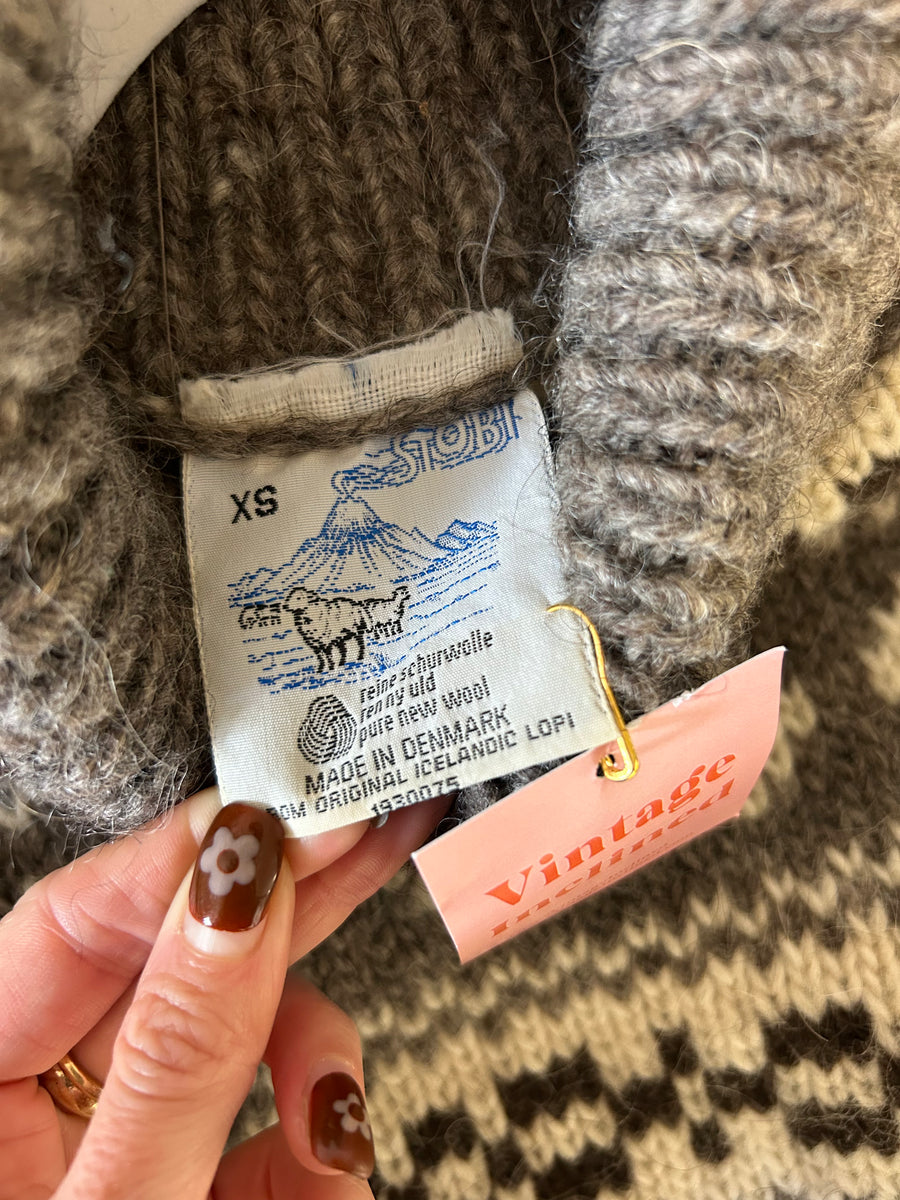 STOBI
XS
reine schurwolle
ren ny uld
pure new wool
MADE IN DENMARK
ORIGINAL ICELANDIC LOPI
1930075
Vintage
inclined